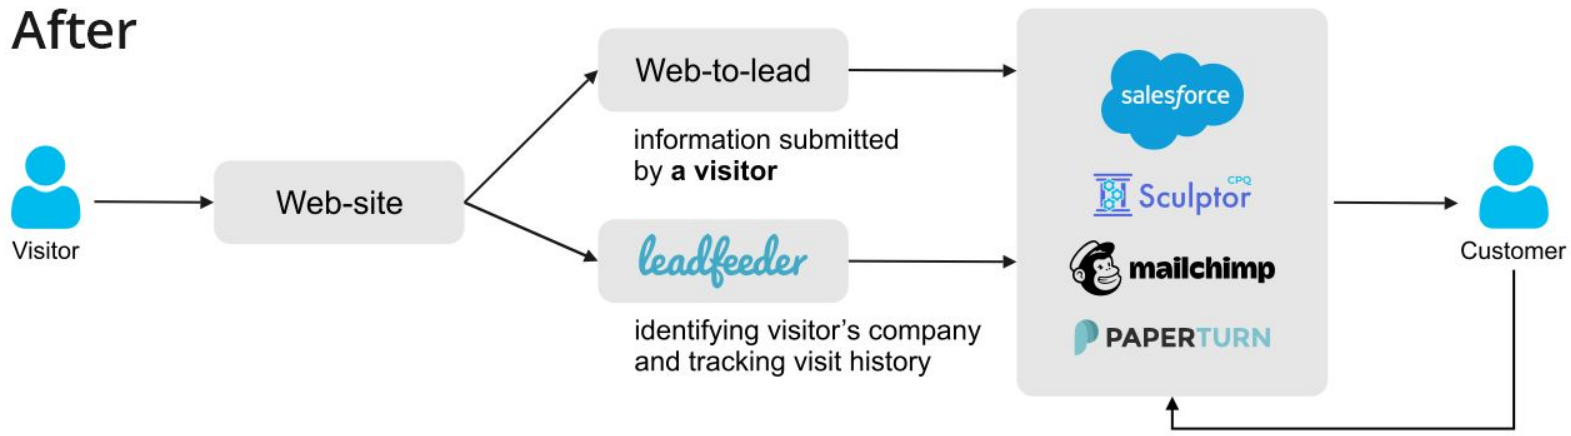 After
Visitor
Web-site
Web-to-lead
information submitted
by a visitor
leadfeeder
identifying visitor’s company
and tracking visit history
salesforce
Sculptor CPQ
mailchimp
PAPERTURN
Customer